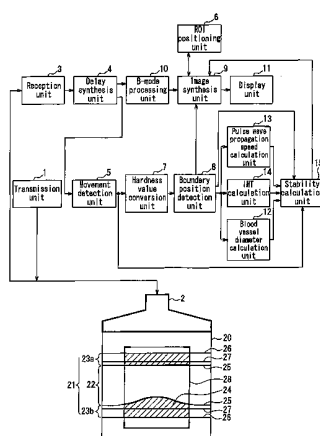 6
ROI
positioning
unit
3
Reception
unit
4
Delay
synthesis
unit
10
B-mode
processing
unit
9
Image
synthesis
unit
11
Display
unit
13
Pulse wave
propagation
speed
calculation
unit
1
Transmission
unit
5
Movement
detection
unit
7
Hardness
value
conversion
unit
8
Boundary
position
detection
unit
14
IMT
calculation
unit
15
Stability
calculation
unit
12
Blood
vessel
diameter
calculation
unit
2
20
26
23a
27
25
28
21
22
24
25
27
23b
26